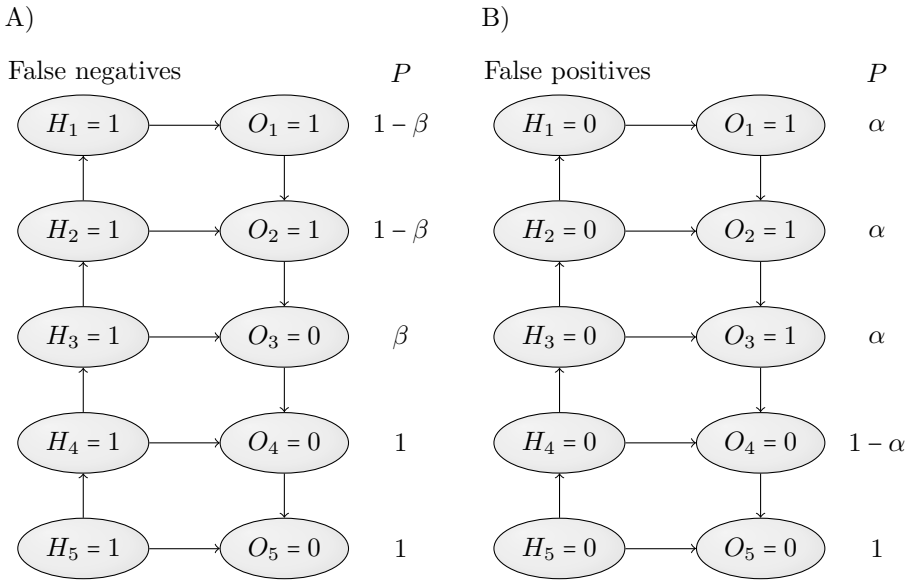 A)
False negatives P
H₁ = 1 O₁ = 1 1 − β
H₂ = 1 O₂ = 1 1 − β
H₃ = 1 O₃ = 0 β
H₄ = 1 O₄ = 0 1
H₅ = 1 O₅ = 0 1
B)
False positives P
H₁ = 0 O₁ = 1 α
H₂ = 0 O₂ = 1 α
H₃ = 0 O₃ = 1 α
H₄ = 0 O₄ = 0 1 − α
H₅ = 0 O₅ = 0 1